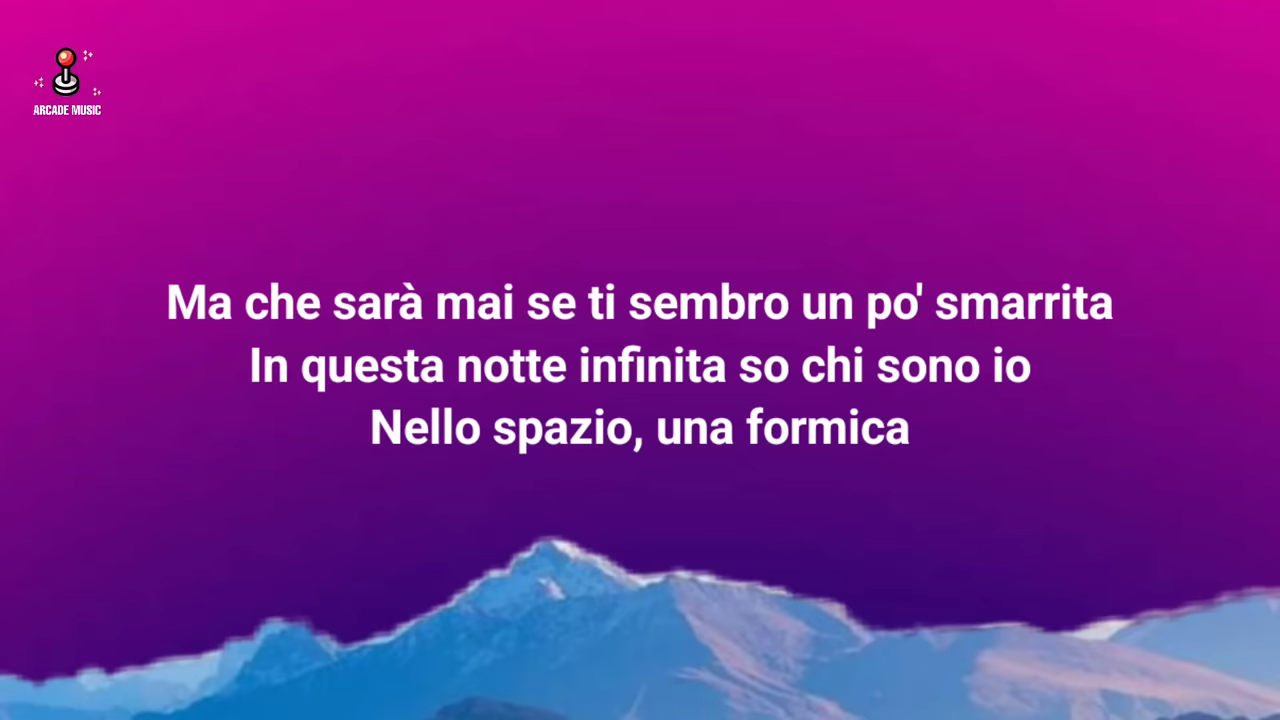 ARCADE MUSIC
Ma che sarà mai se ti sembro un po' smarrita
In questa notte infinita so chi sono io
Nello spazio, una formica